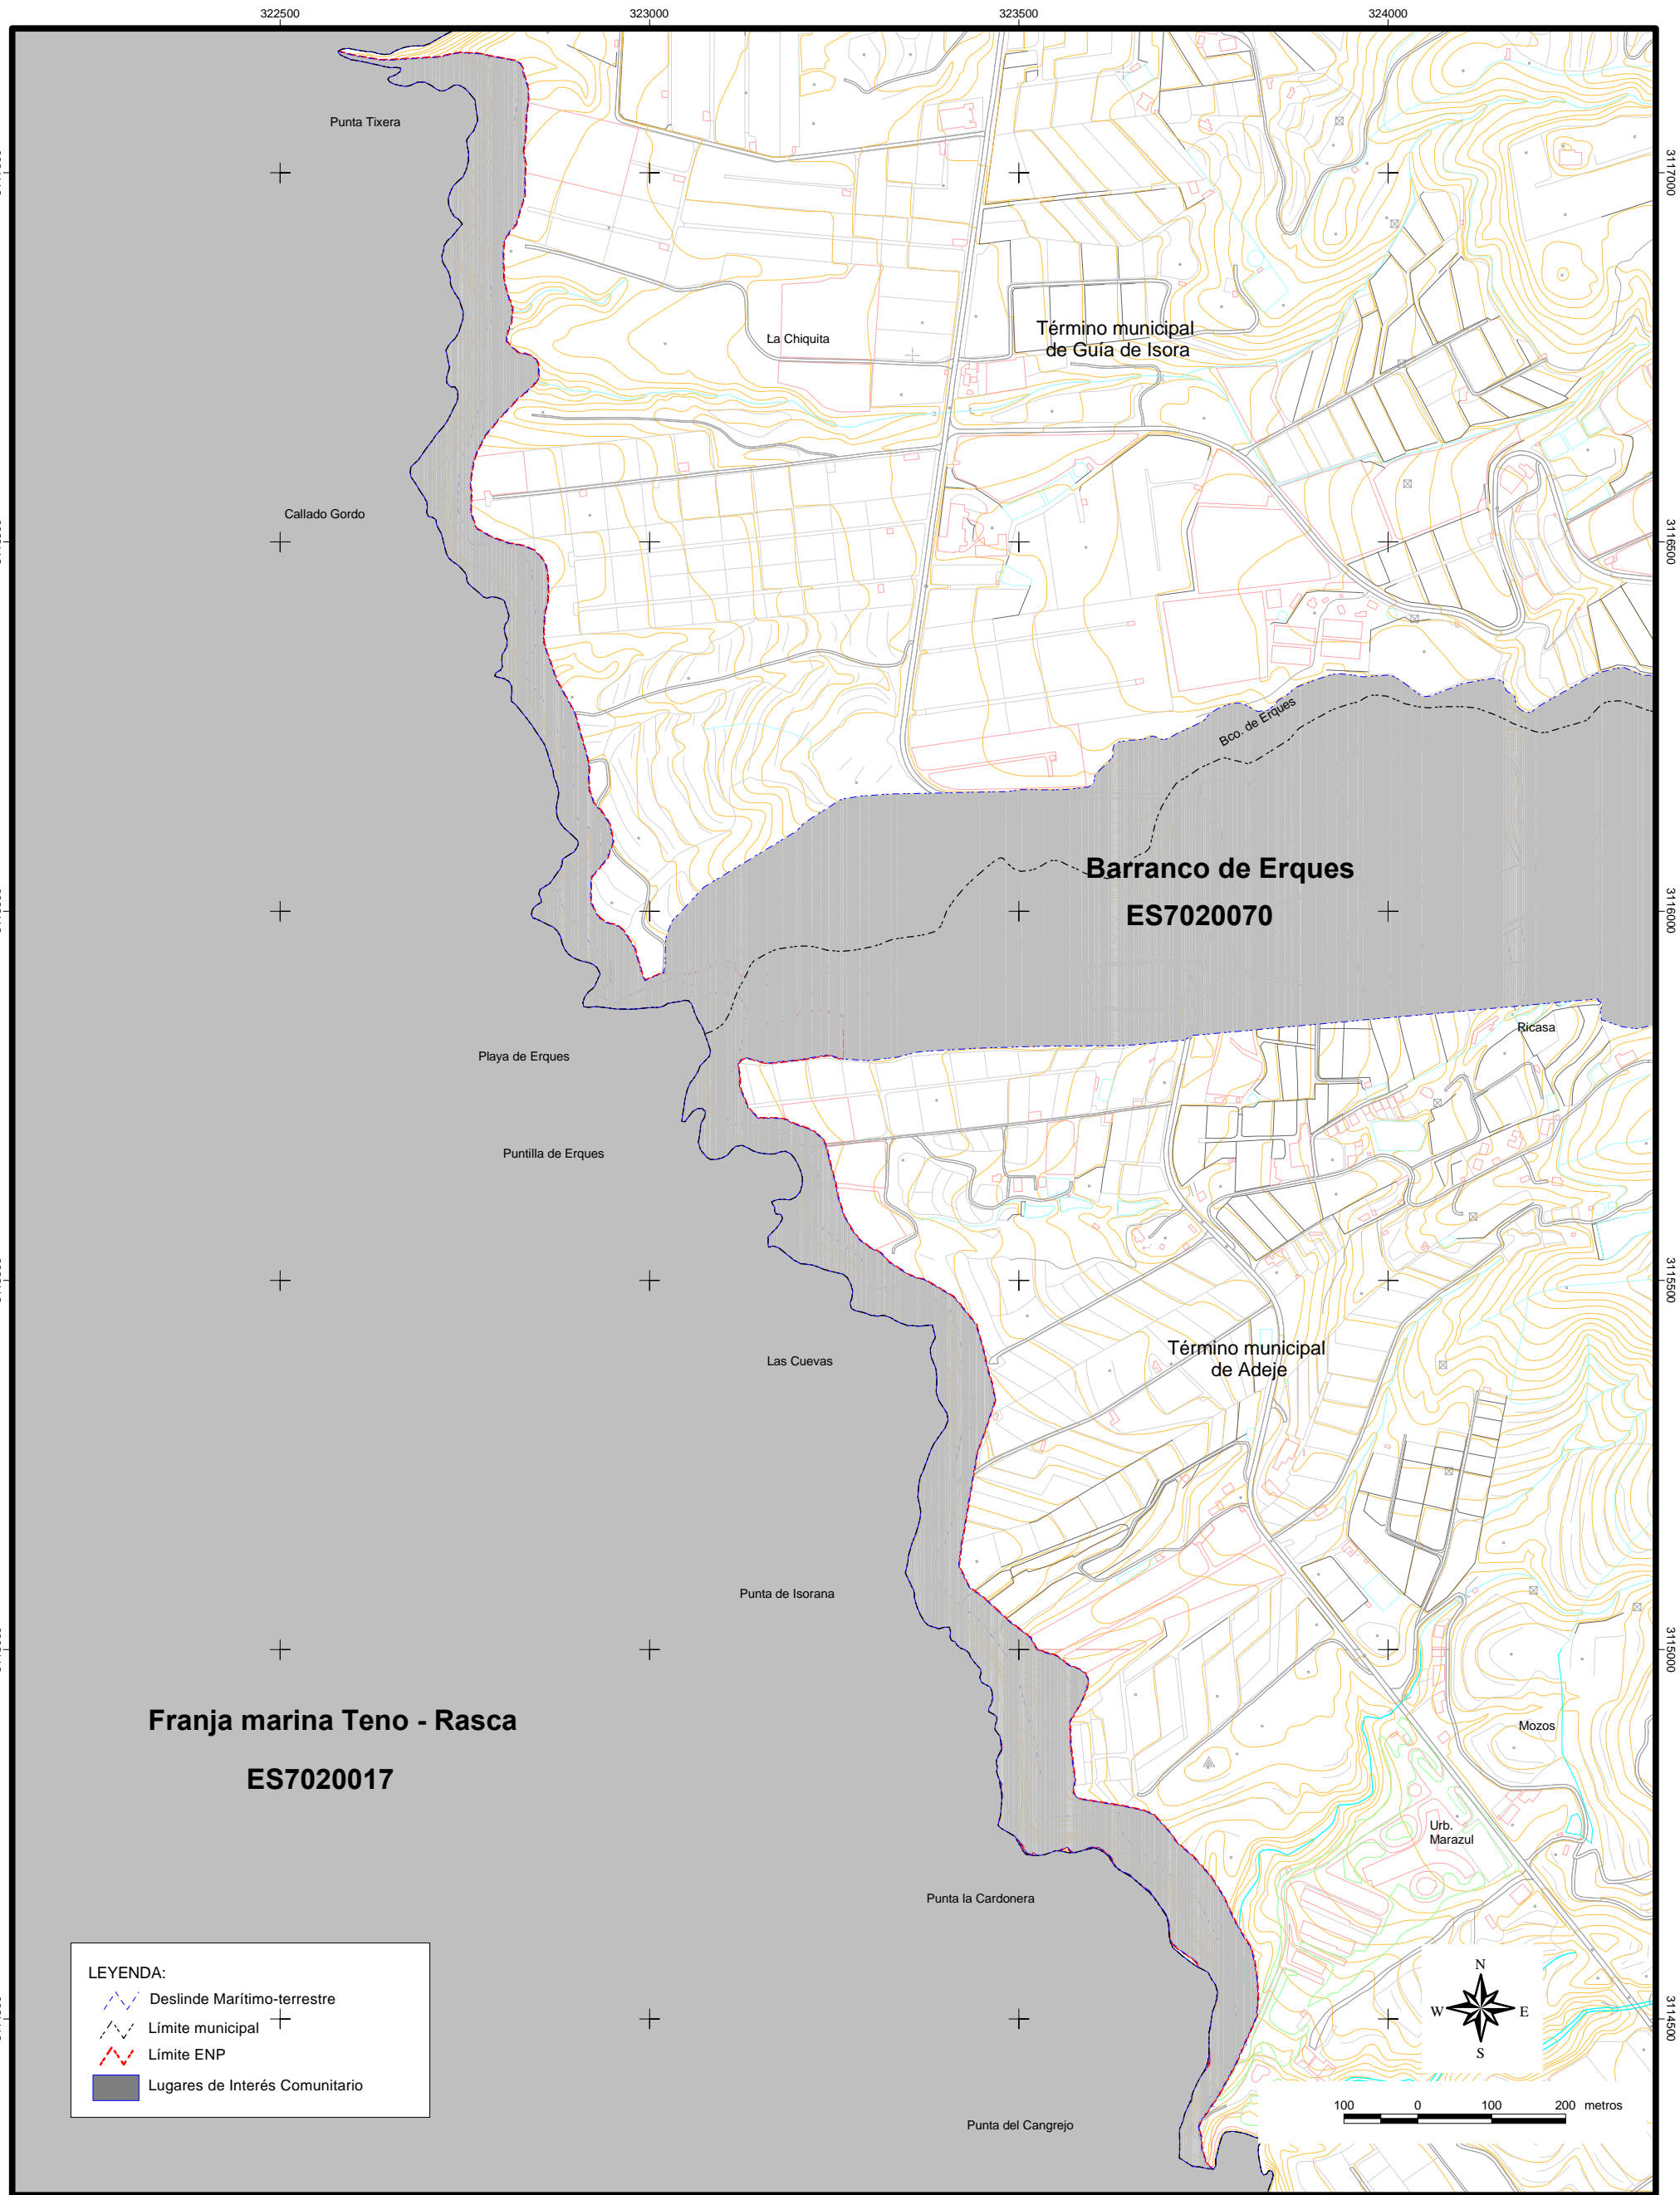 322500
323000
323500
324000
Punta Tixera
3117000
La Chiquita
Término municipal
de Guía de Isora
Callado Gordo
3116500
Bco. de Erques
Barranco de Erques
ES7020070
3116000
Ricasa
Playa de Erques
Puntilla de Erques
3115500
Término municipal
de Adeje
Las Cuevas
Punta de Isorana
3115000
Franja marina Teno - Rasca
ES7020017
Mozos
Urb.
Marazul
Punta la Cardonera
LEYENDA:
Deslinde Marítimo-terrestre
Límite municipal
Límite ENP
Lugares de Interés Comunitario
N
W
E
S
3114500
100 0 100 200 metros
Punta del Cangrejo